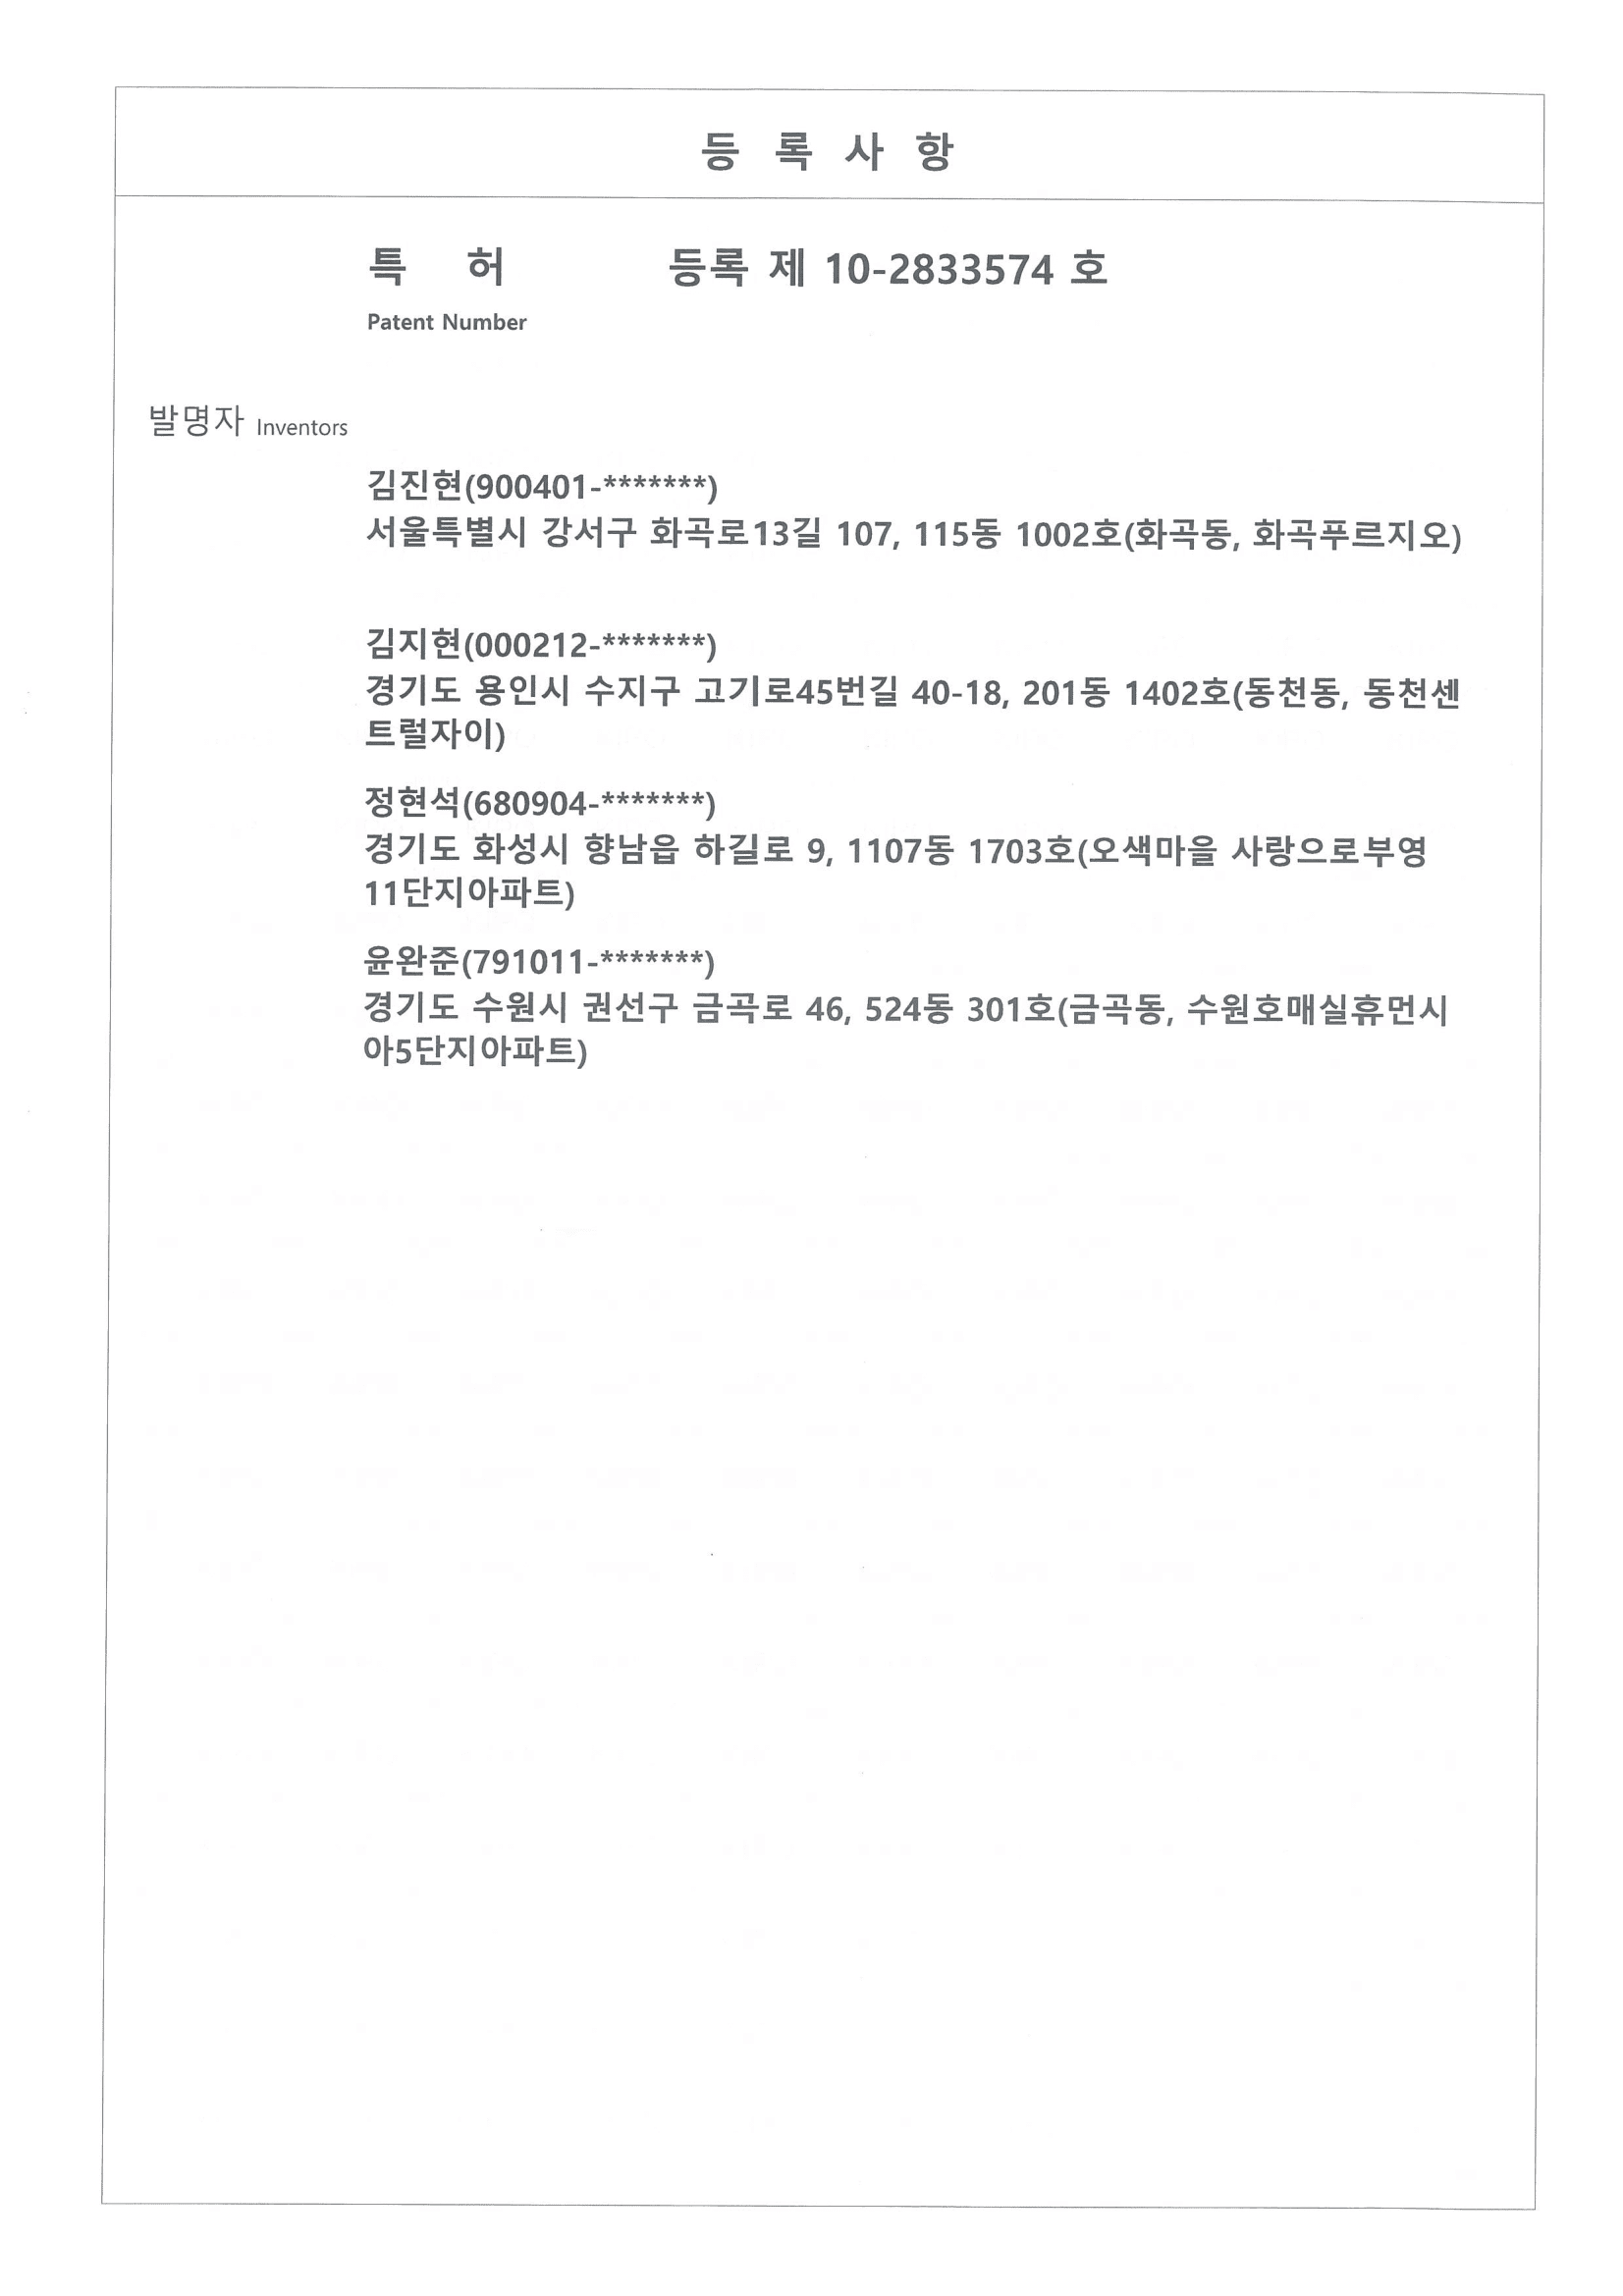 등 록 사 항
특 허 등록 제 10-2833574 호
Patent Number
발명자 Inventors
김진현(900401-*******)
서울특별시 강서구 화곡로13길 107, 115동 1002호(화곡동, 화곡푸르지오)
김지현(000212-*******)
경기도 용인시 수지구 고기로45번길 40-18, 201동 1402호(동천동, 동천센
트럴자이)
정현석(680904-*******)
경기도 화성시 향남읍 하길로 9, 1107동 1703호(오색마을 사랑으로부영
11단지아파트)
윤완준(791011-*******)
경기도 수원시 권선구 금곡로 46, 524동 301호(금곡동, 수원호매실휴먼시
아5단지아파트)